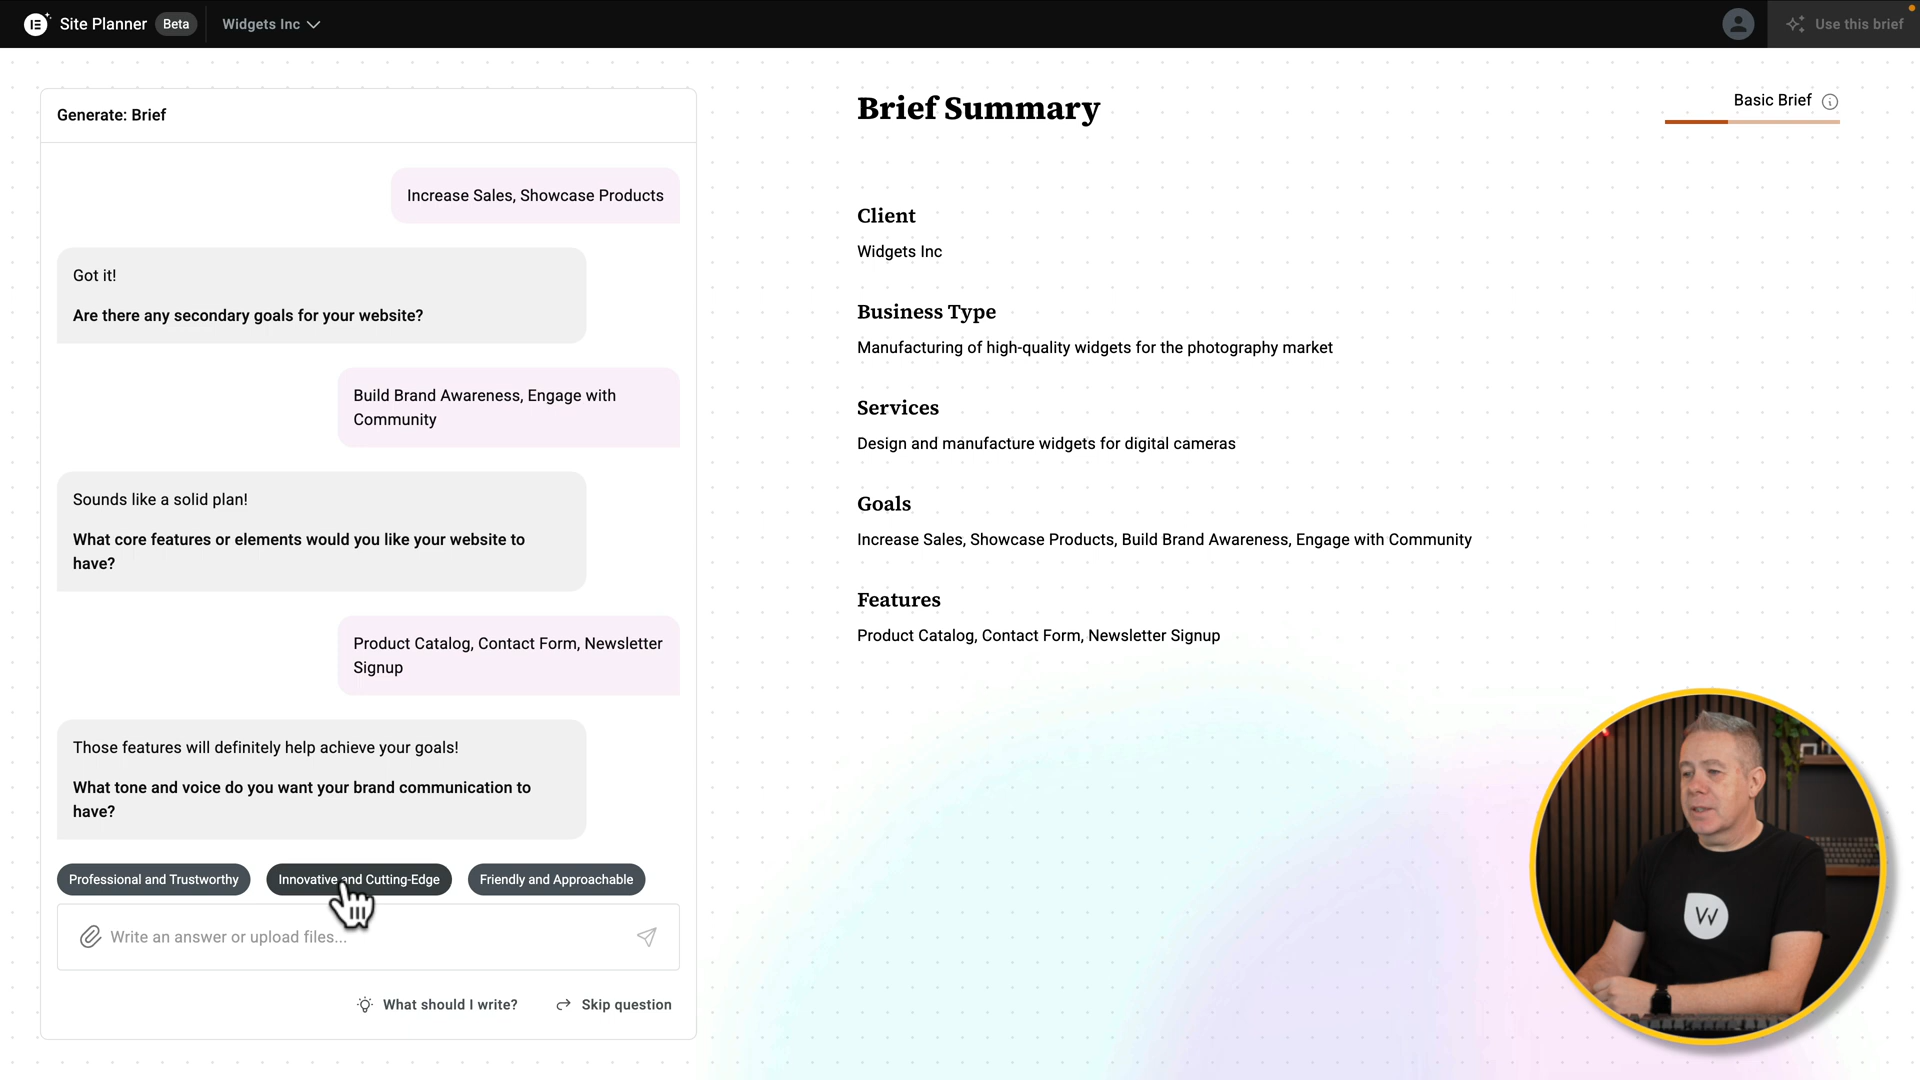 Site Planner
Beta
Widgets Inc
Use this brief
Generate: Brief
Increase Sales, Showcase Products
Got it!
Are there any secondary goals for your website?
Build Brand Awareness, Engage with
Community
Sounds like a solid plan!
What core features or elements would you like your website to
have?
Product Catalog, Contact Form, Newsletter
Signup
Those features will definitely help achieve your goals!
What tone and voice do you want your brand communication to
have?
Professional and Trustworthy
Innovative and Cutting-Edge
Friendly and Approachable
Write an answer or upload files...
What should I write?
Skip question
Brief Summary
Basic Brief
Client
Widgets Inc
Business Type
Manufacturing of high-quality widgets for the photography market
Services
Design and manufacture widgets for digital cameras
Goals
Increase Sales, Showcase Products, Build Brand Awareness, Engage with Community
Features
Product Catalog, Contact Form, Newsletter Signup
W